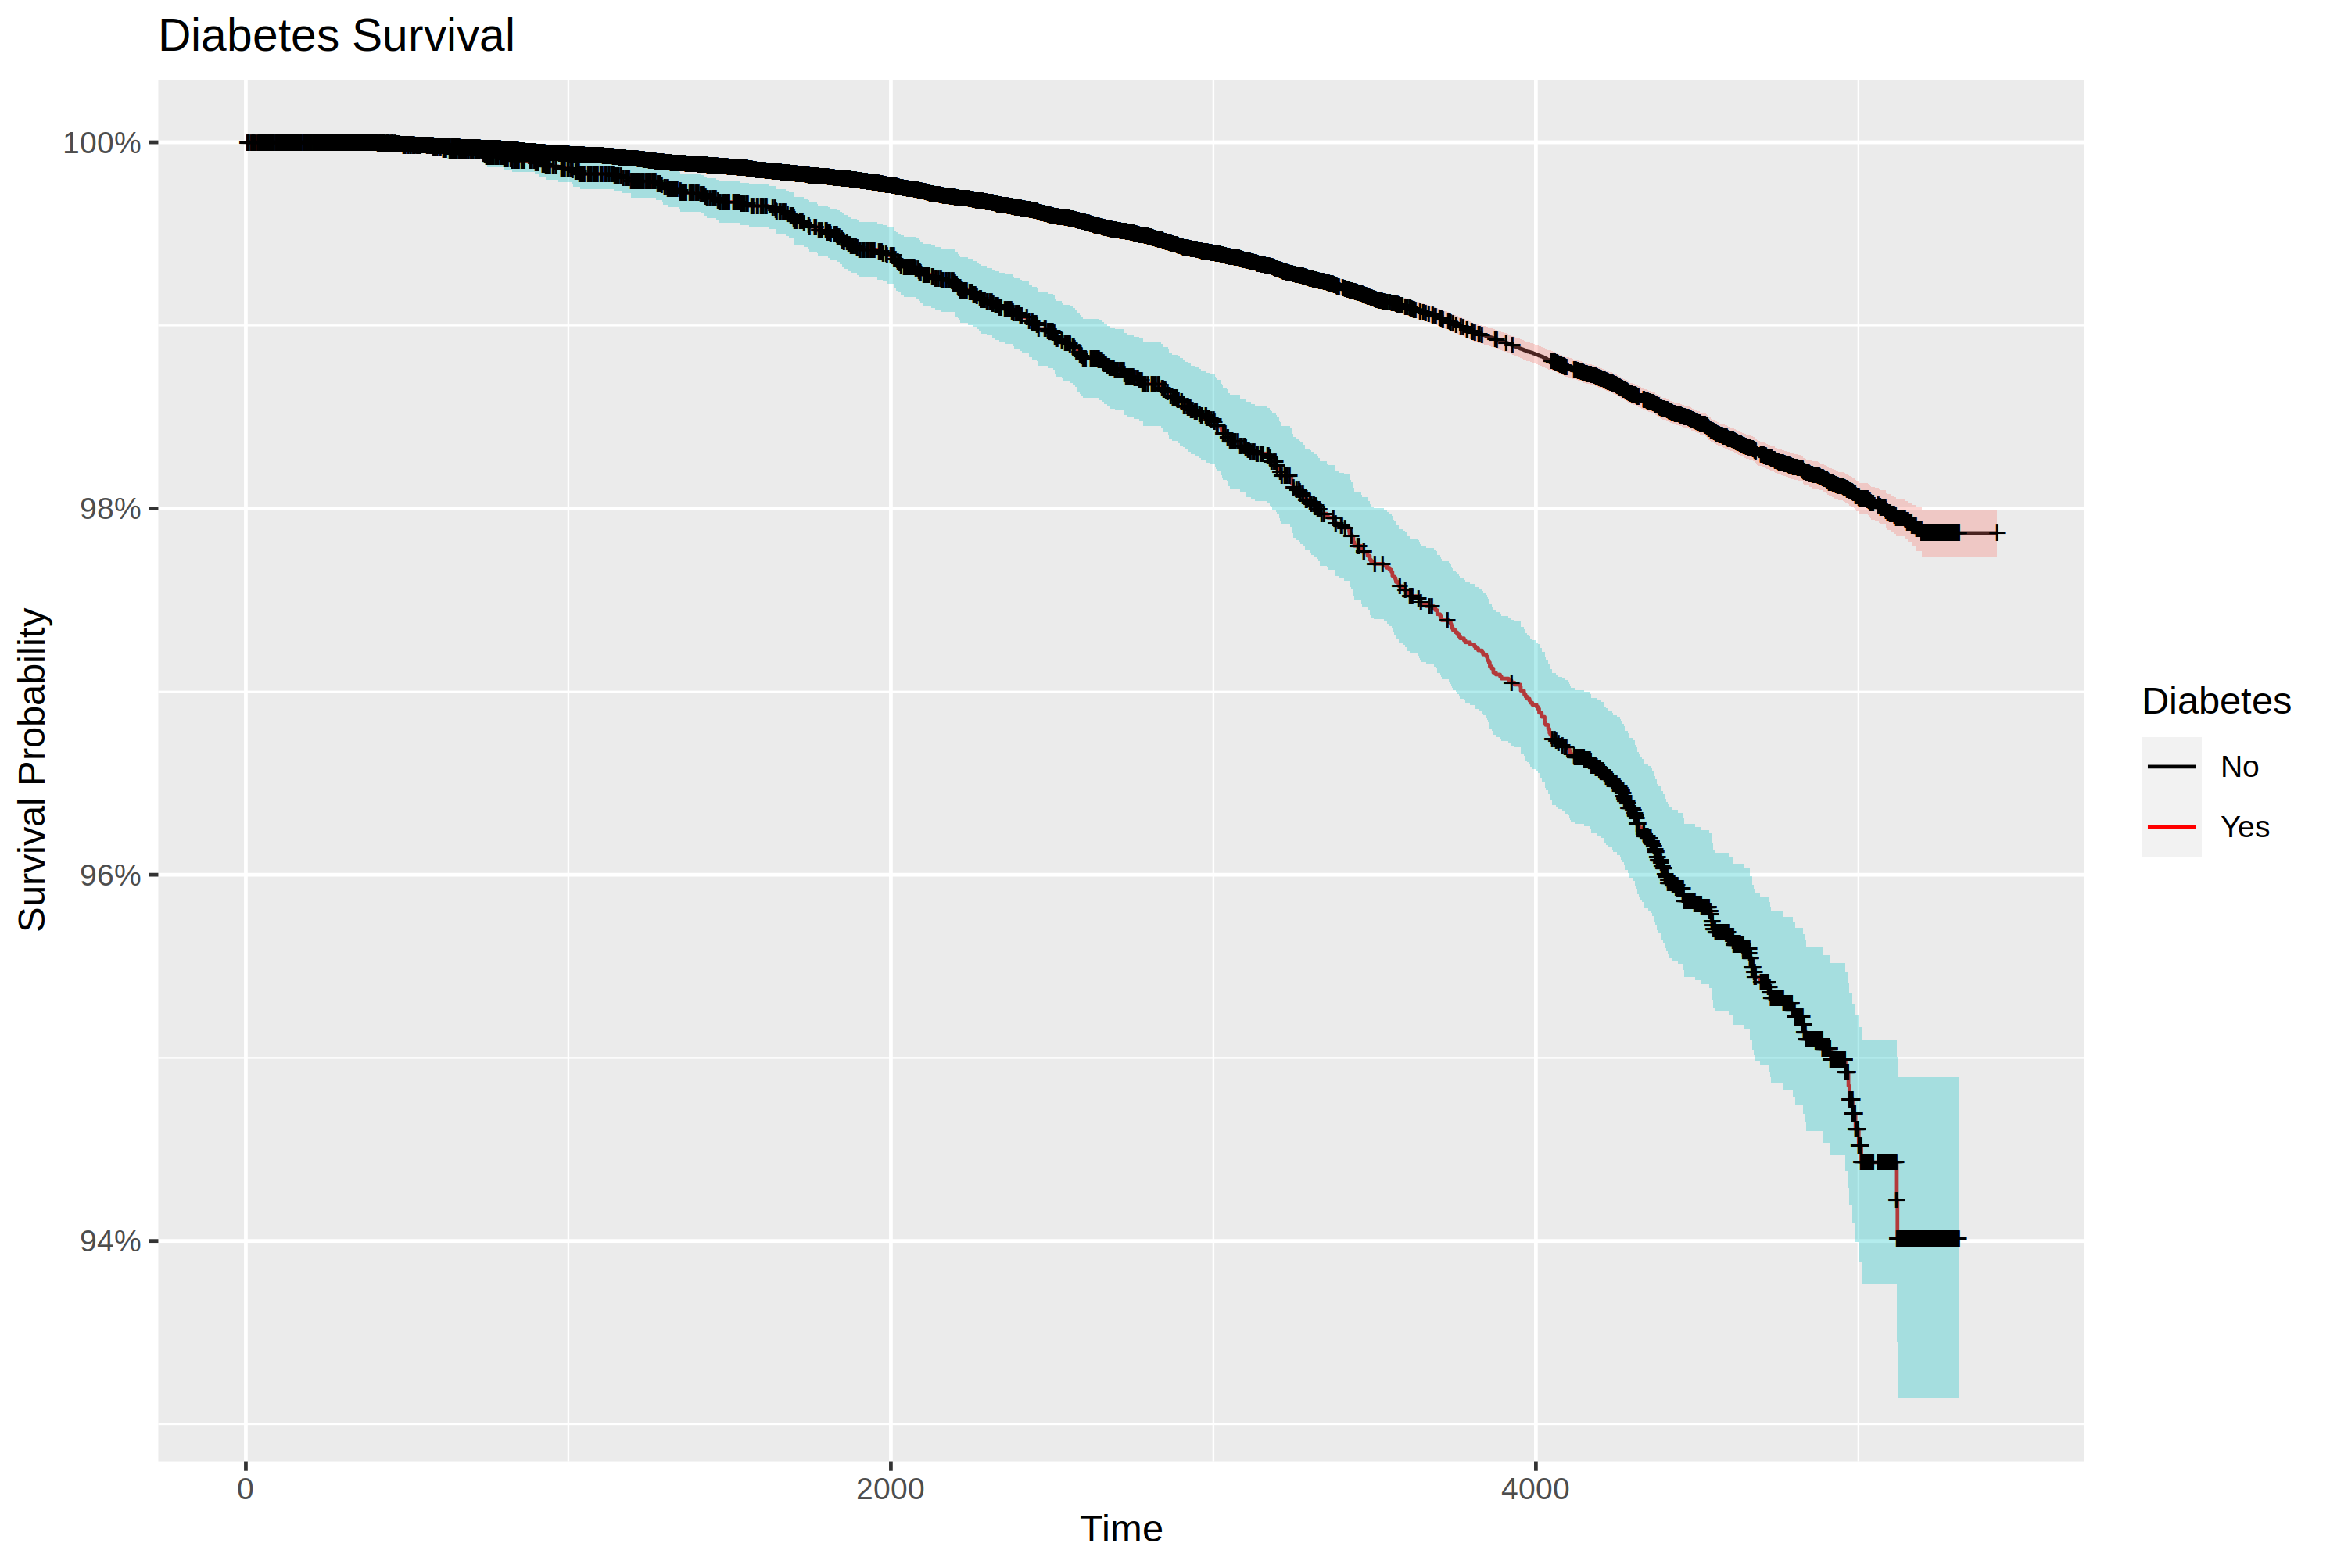 Diabetes Survival
100%
98%
96%
94%
Survival Probability
0
2000
4000
Time
Diabetes
No
Yes